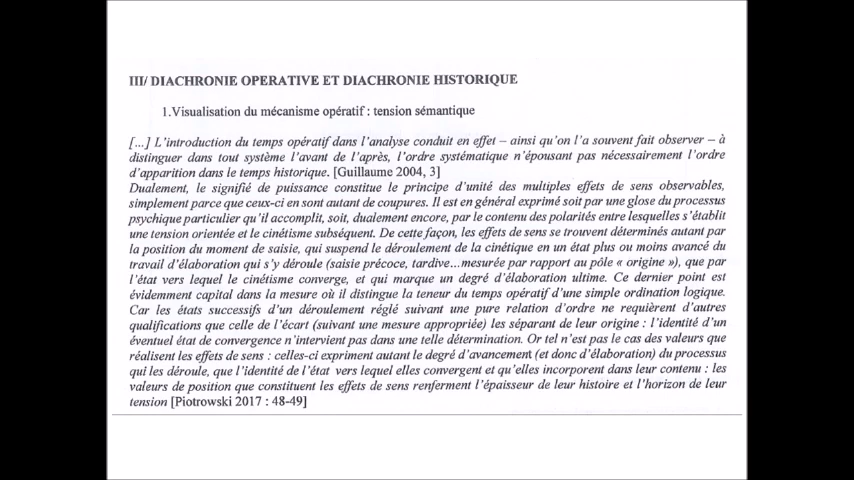 III/ DIACHRONIE OPERATIVE ET DIACHRONIE HISTORIQUE
1.Visualisation du mécanisme opératif : tension sémantique
[…] L’introduction du temps opératif dans l’analyse conduit en effet – ainsi qu’on l’a souvent fait observer – à
distinguer dans tout système l’avant de l’après, l’ordre systématique n’épousant pas nécessairement l’ordre
d’apparition dans le temps historique. [Guillaume 2004, 3]
Dualement, le signifié de puissance constitue le principe d’unité des multiples effets de sens observables,
simplement parce que ceux-ci en sont autant de coupures. Il est en général exprimé soit par une glose du processus
psychique particulier qu’il accomplit, soit, dualement encore, par le contenu des polarités entre lesquelles s’établit
une tension orientée et le cinétisme subséquent. De cette façon, les effets de sens se trouvent déterminés autant par
la position du moment de saisie, qui suspend le déroulement de la cinétique en un état plus ou moins avancé du
travail d’élaboration qui s’y déroule (saisie précoce, tardive…mesurée par rapport au pôle « origine »), que par
l’état vers lequel le cinétisme converge, et qui marque un degré d’élaboration ultime. Ce dernier point est
évidemment capital dans la mesure où il distingue la teneur du temps opératif d’une simple ordination logique.
Car les états successifs d’un déroulement réglé suivant une pure relation d’ordre ne requièrent d’autres
qualifications que celle de l’écart (suivant une mesure appropriée) les séparant de leur origine : l’identité d’un
éventuel état de convergence n’intervient pas dans une telle détermination. Or tel n’est pas le cas des valeurs que
réalisent les effets de sens : celles-ci expriment autant le degré d’avancement (et donc d’élaboration) du processus
qui les déroule, que l’identité de l’état vers lequel elles convergent et qu’elles incorporent dans leur contenu : les
valeurs de position que constituent les effets de sens renferment l’épaisseur de leur histoire et l’horizon de leur
tension [Piotrowski 2017 : 48-49]